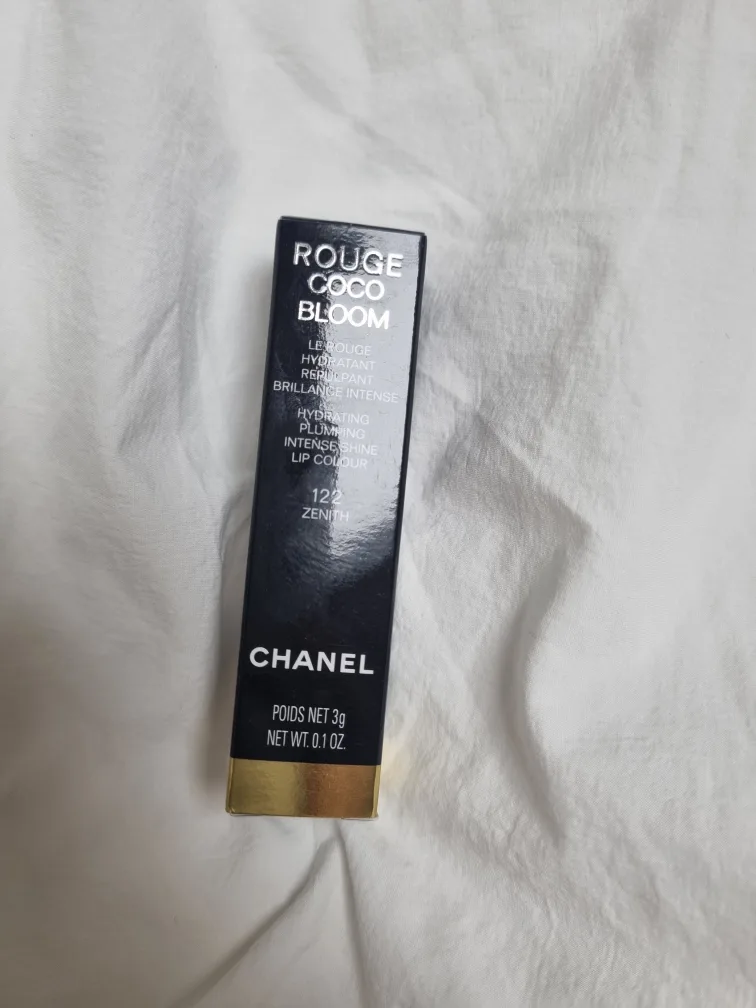 ROUGE
COCO
BLOOM
LE ROUGE
HYDRATANT
REPULPANT
BRILLANCE INTENSE
HYDRATING
PLUMPING
INTENSE SHINE
LIP COLOUR
122
ZENITH
CHANEL
POIDS NET 3g
NET WT. 0.1 OZ.